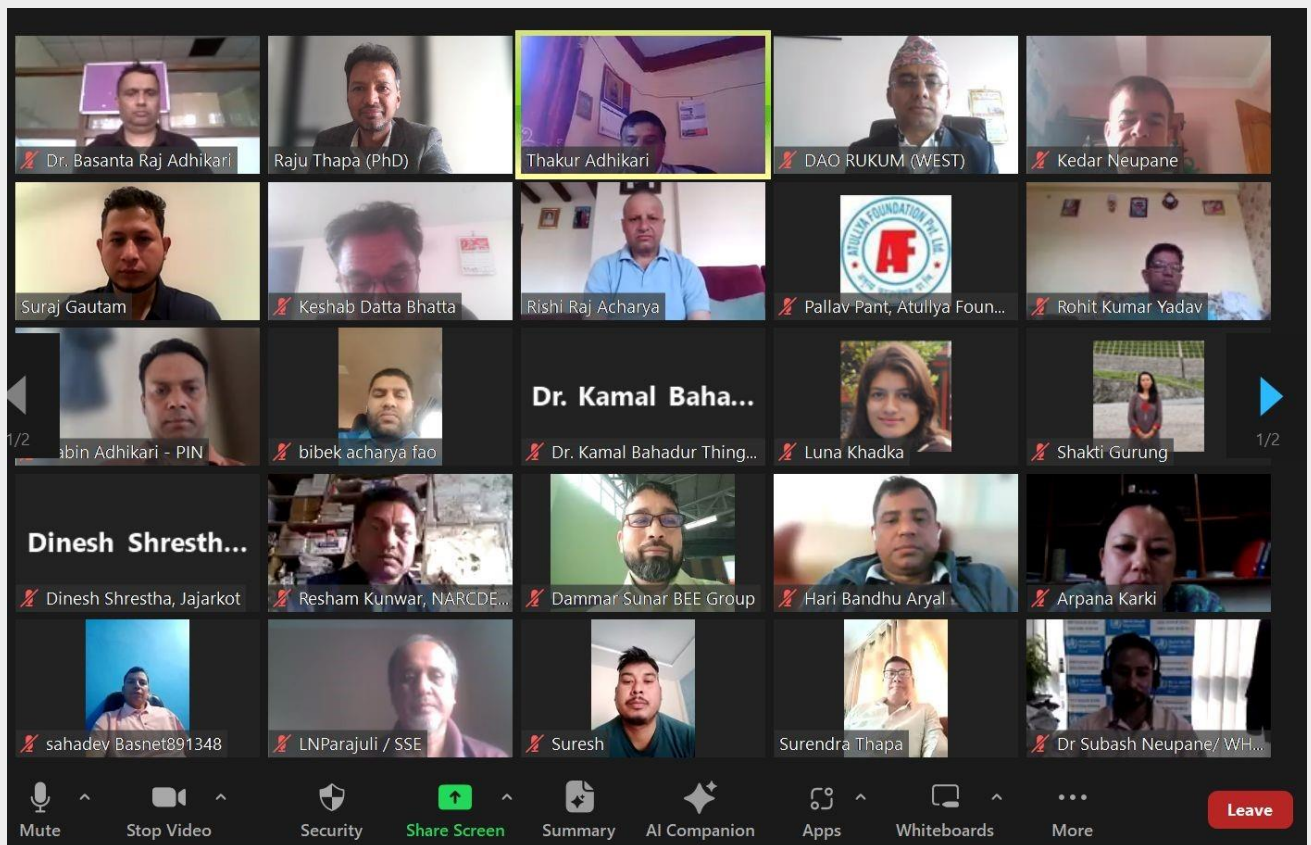 Dr. Basanta Raj Adhikari
Raju Thapa (PhD)
Thakur Adhikari
DAO RUKUM (WEST)
Kedar Neupane
Suraj Gautam
Keshab Datta Bhatta
Rishi Raj Acharya
ATULLYA FOUNDATION Pvt. Ltd.
AF
Pallav Pant, Atullya Foun...
Rohit Kumar Yadav
1/2
abin Adhikari - PIN
bibek acharya fao
Dr. Kamal Baha...
Dr. Kamal Bahadur Thing...
Luna Khadka
Shakti Gurung
1/2
Dinesh Shresth...
Dinesh Shrestha, Jajarkot
Resham Kunwar, NARCDE...
Dammar Sunar BEE Group
Hari Bandhu Aryal
Arpana Karki
sahadev Basnet891348
LNParajuli / SSE
Suresh
Surendra Thapa
Dr Subash Neupane/ WH...
Mute
Stop Video
Security
Share Screen
Summary
AI Companion
Apps
Whiteboards
More
Leave